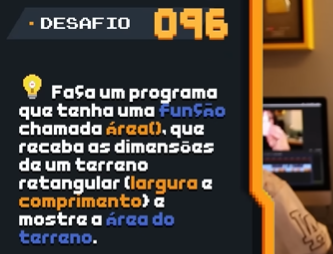 • DESAFIO 096
Faça um programa
que tenha uma função
chamada área(), que
receba as dimensões
de um terreno
retangular (largura e
comprimento) e
mostre a área do
terreno.